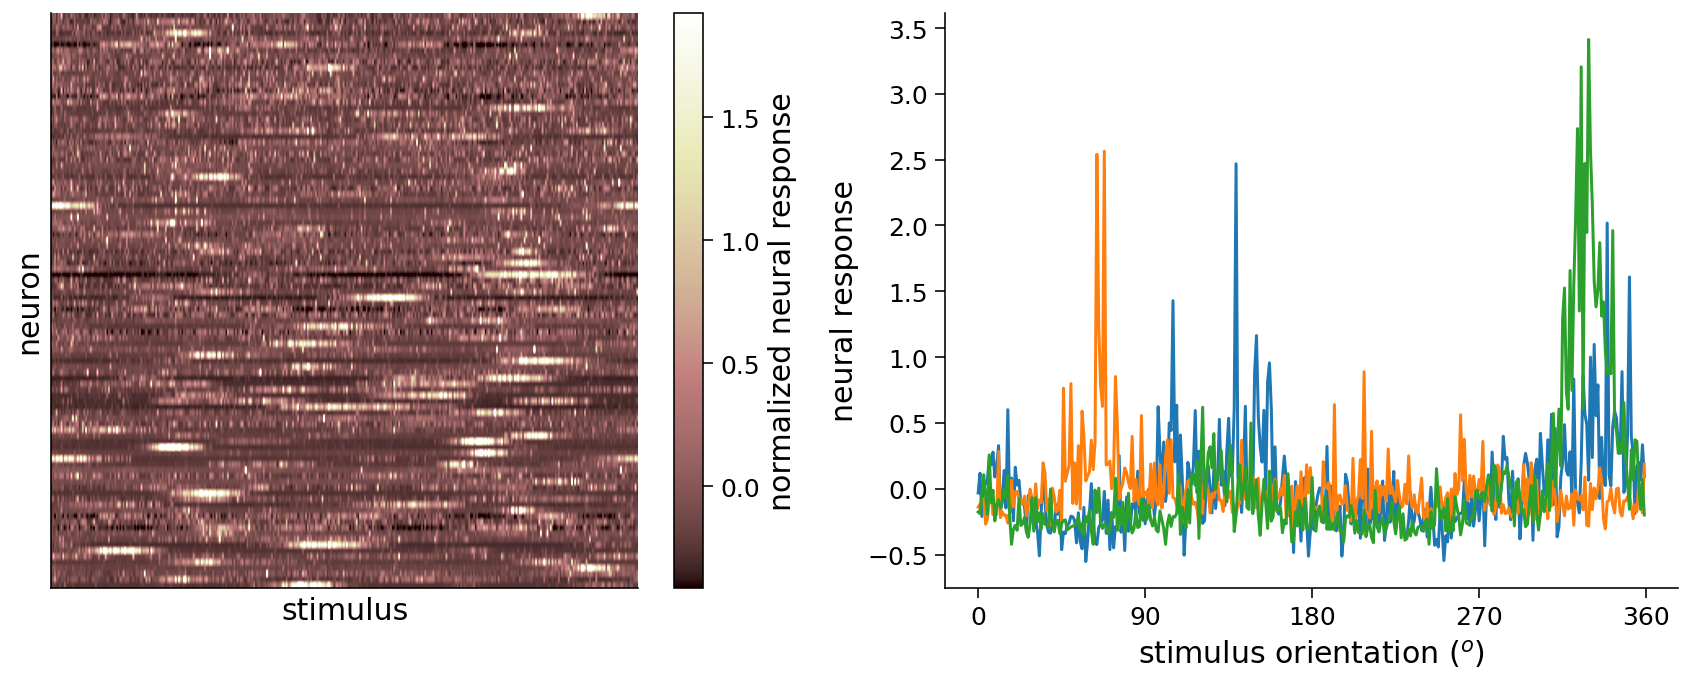 neuron
stimulus
1.5
1.0
0.5
0.0
normalized neural response
3.5
3.0
2.5
2.0
1.5
1.0
0.5
0.0
−0.5
neural response
0 90 180 270 360
stimulus orientation (°)